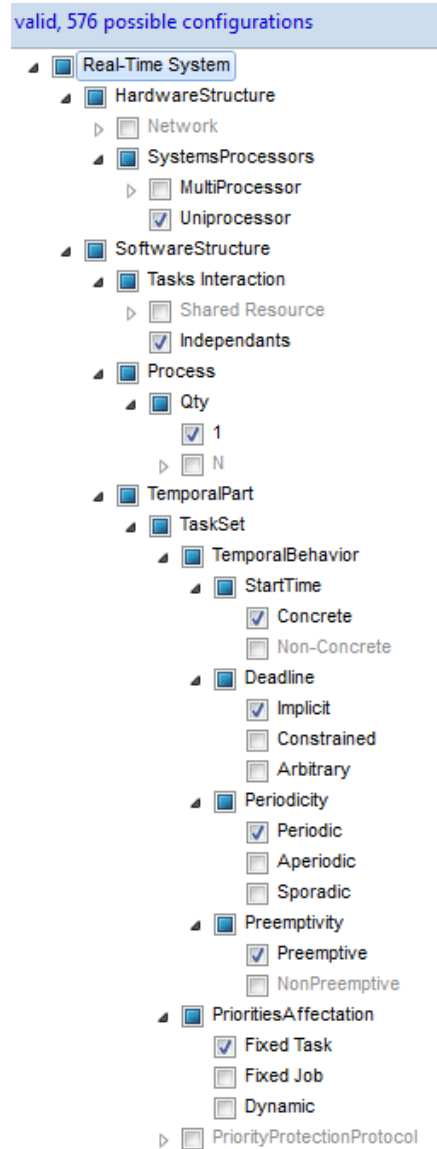 valid, 576 possible configurations
Real-Time System
HardwareStructure
Network
SystemsProcessors
MultiProcessor
Uniprocessor
SoftwareStructure
Tasks Interaction
Shared Resource
Independants
Process
Qty
1
N
TemporalPart
TaskSet
TemporalBehavior
StartTime
Concrete
Non-Concrete
Deadline
Implicit
Constrained
Arbitrary
Periodicity
Periodic
Aperiodic
Sporadic
Preemptivity
Preemptive
NonPreemptive
PrioritiesAffectation
Fixed Task
Fixed Job
Dynamic
PriorityProtectionProtocol